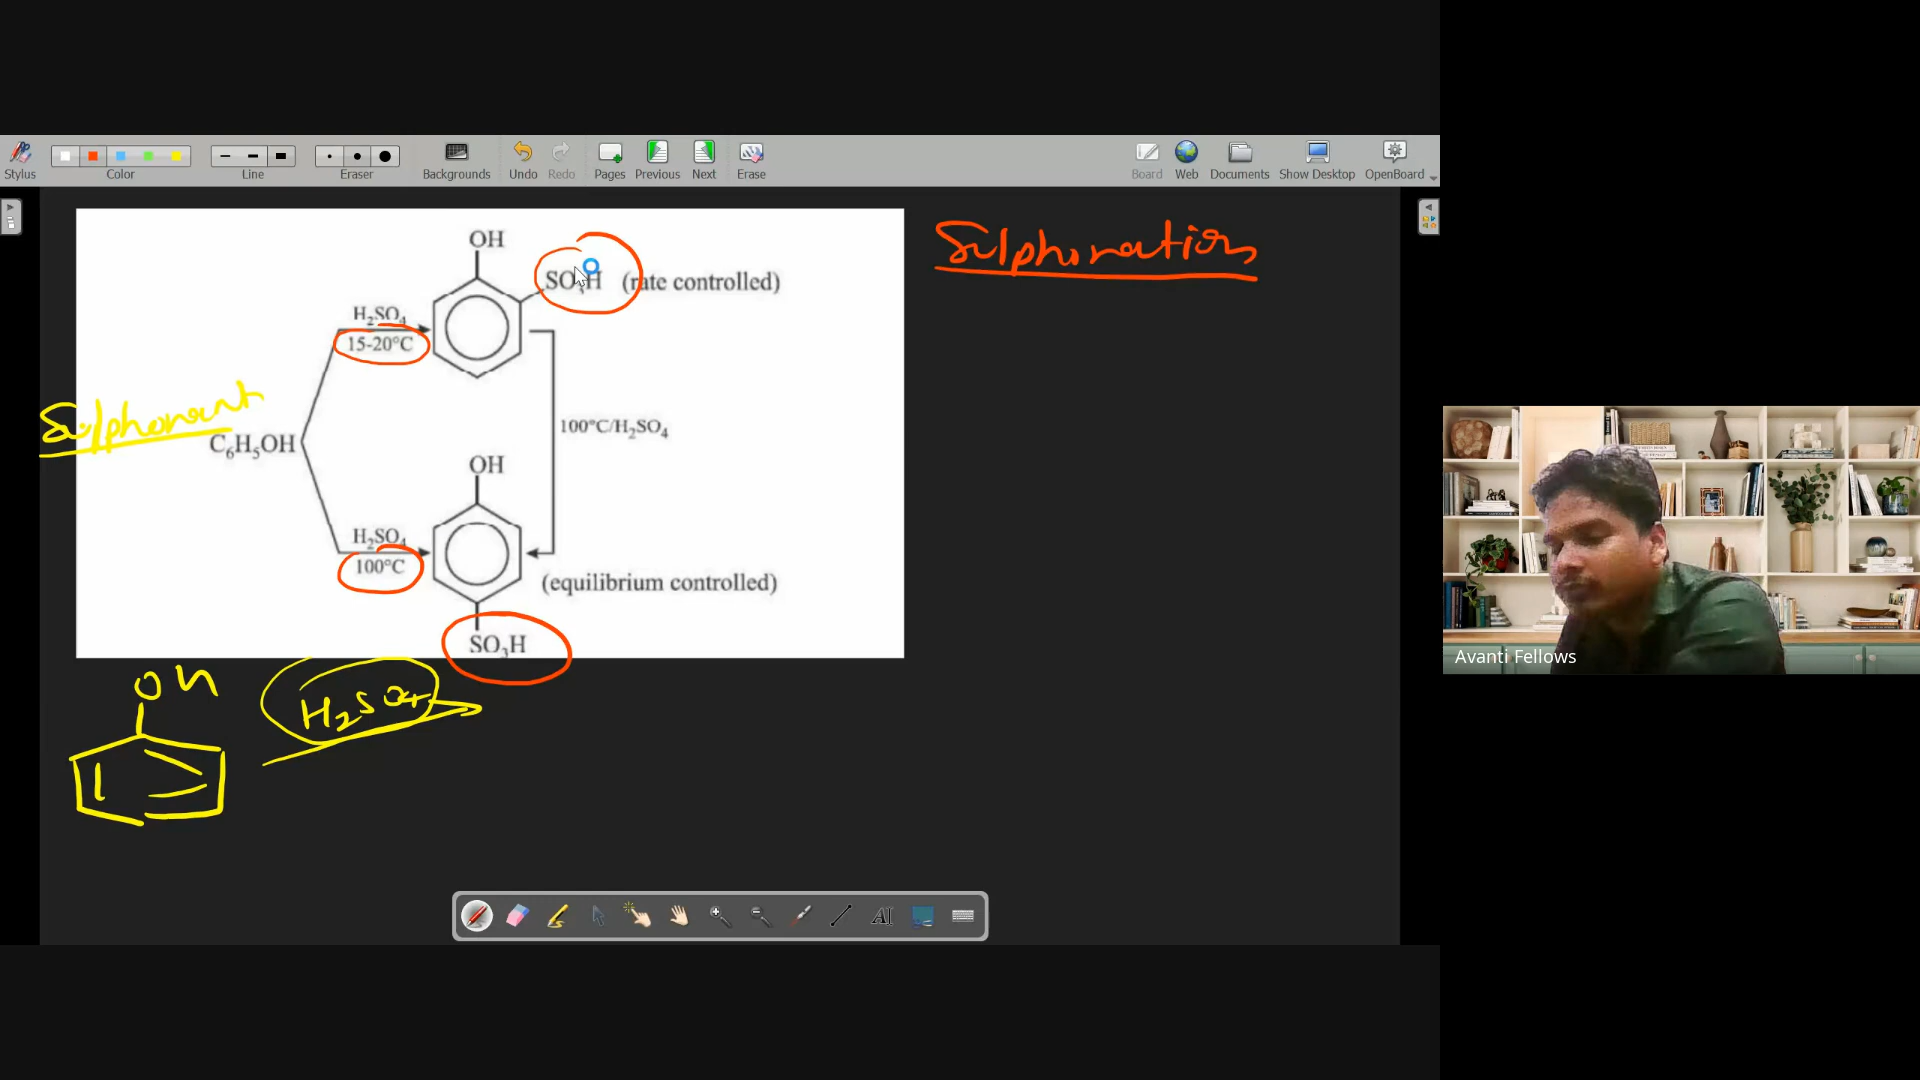 Stylus
Color
Line
Eraser
Backgrounds
Undo
Redo
Pages
Previous
Next
Erase
Board
Web
Documents
Show Desktop
OpenBoard
Sulphonation
OH
SO₃H (rate controlled)
H₂SO₄
15-20°C
Sulphonant
C₆H₅OH
100°C/H₂SO₄
OH
H₂SO₄
100°C
(equilibrium controlled)
SO₃H
OH
H₂SO₄
Avanti Fellows
AI